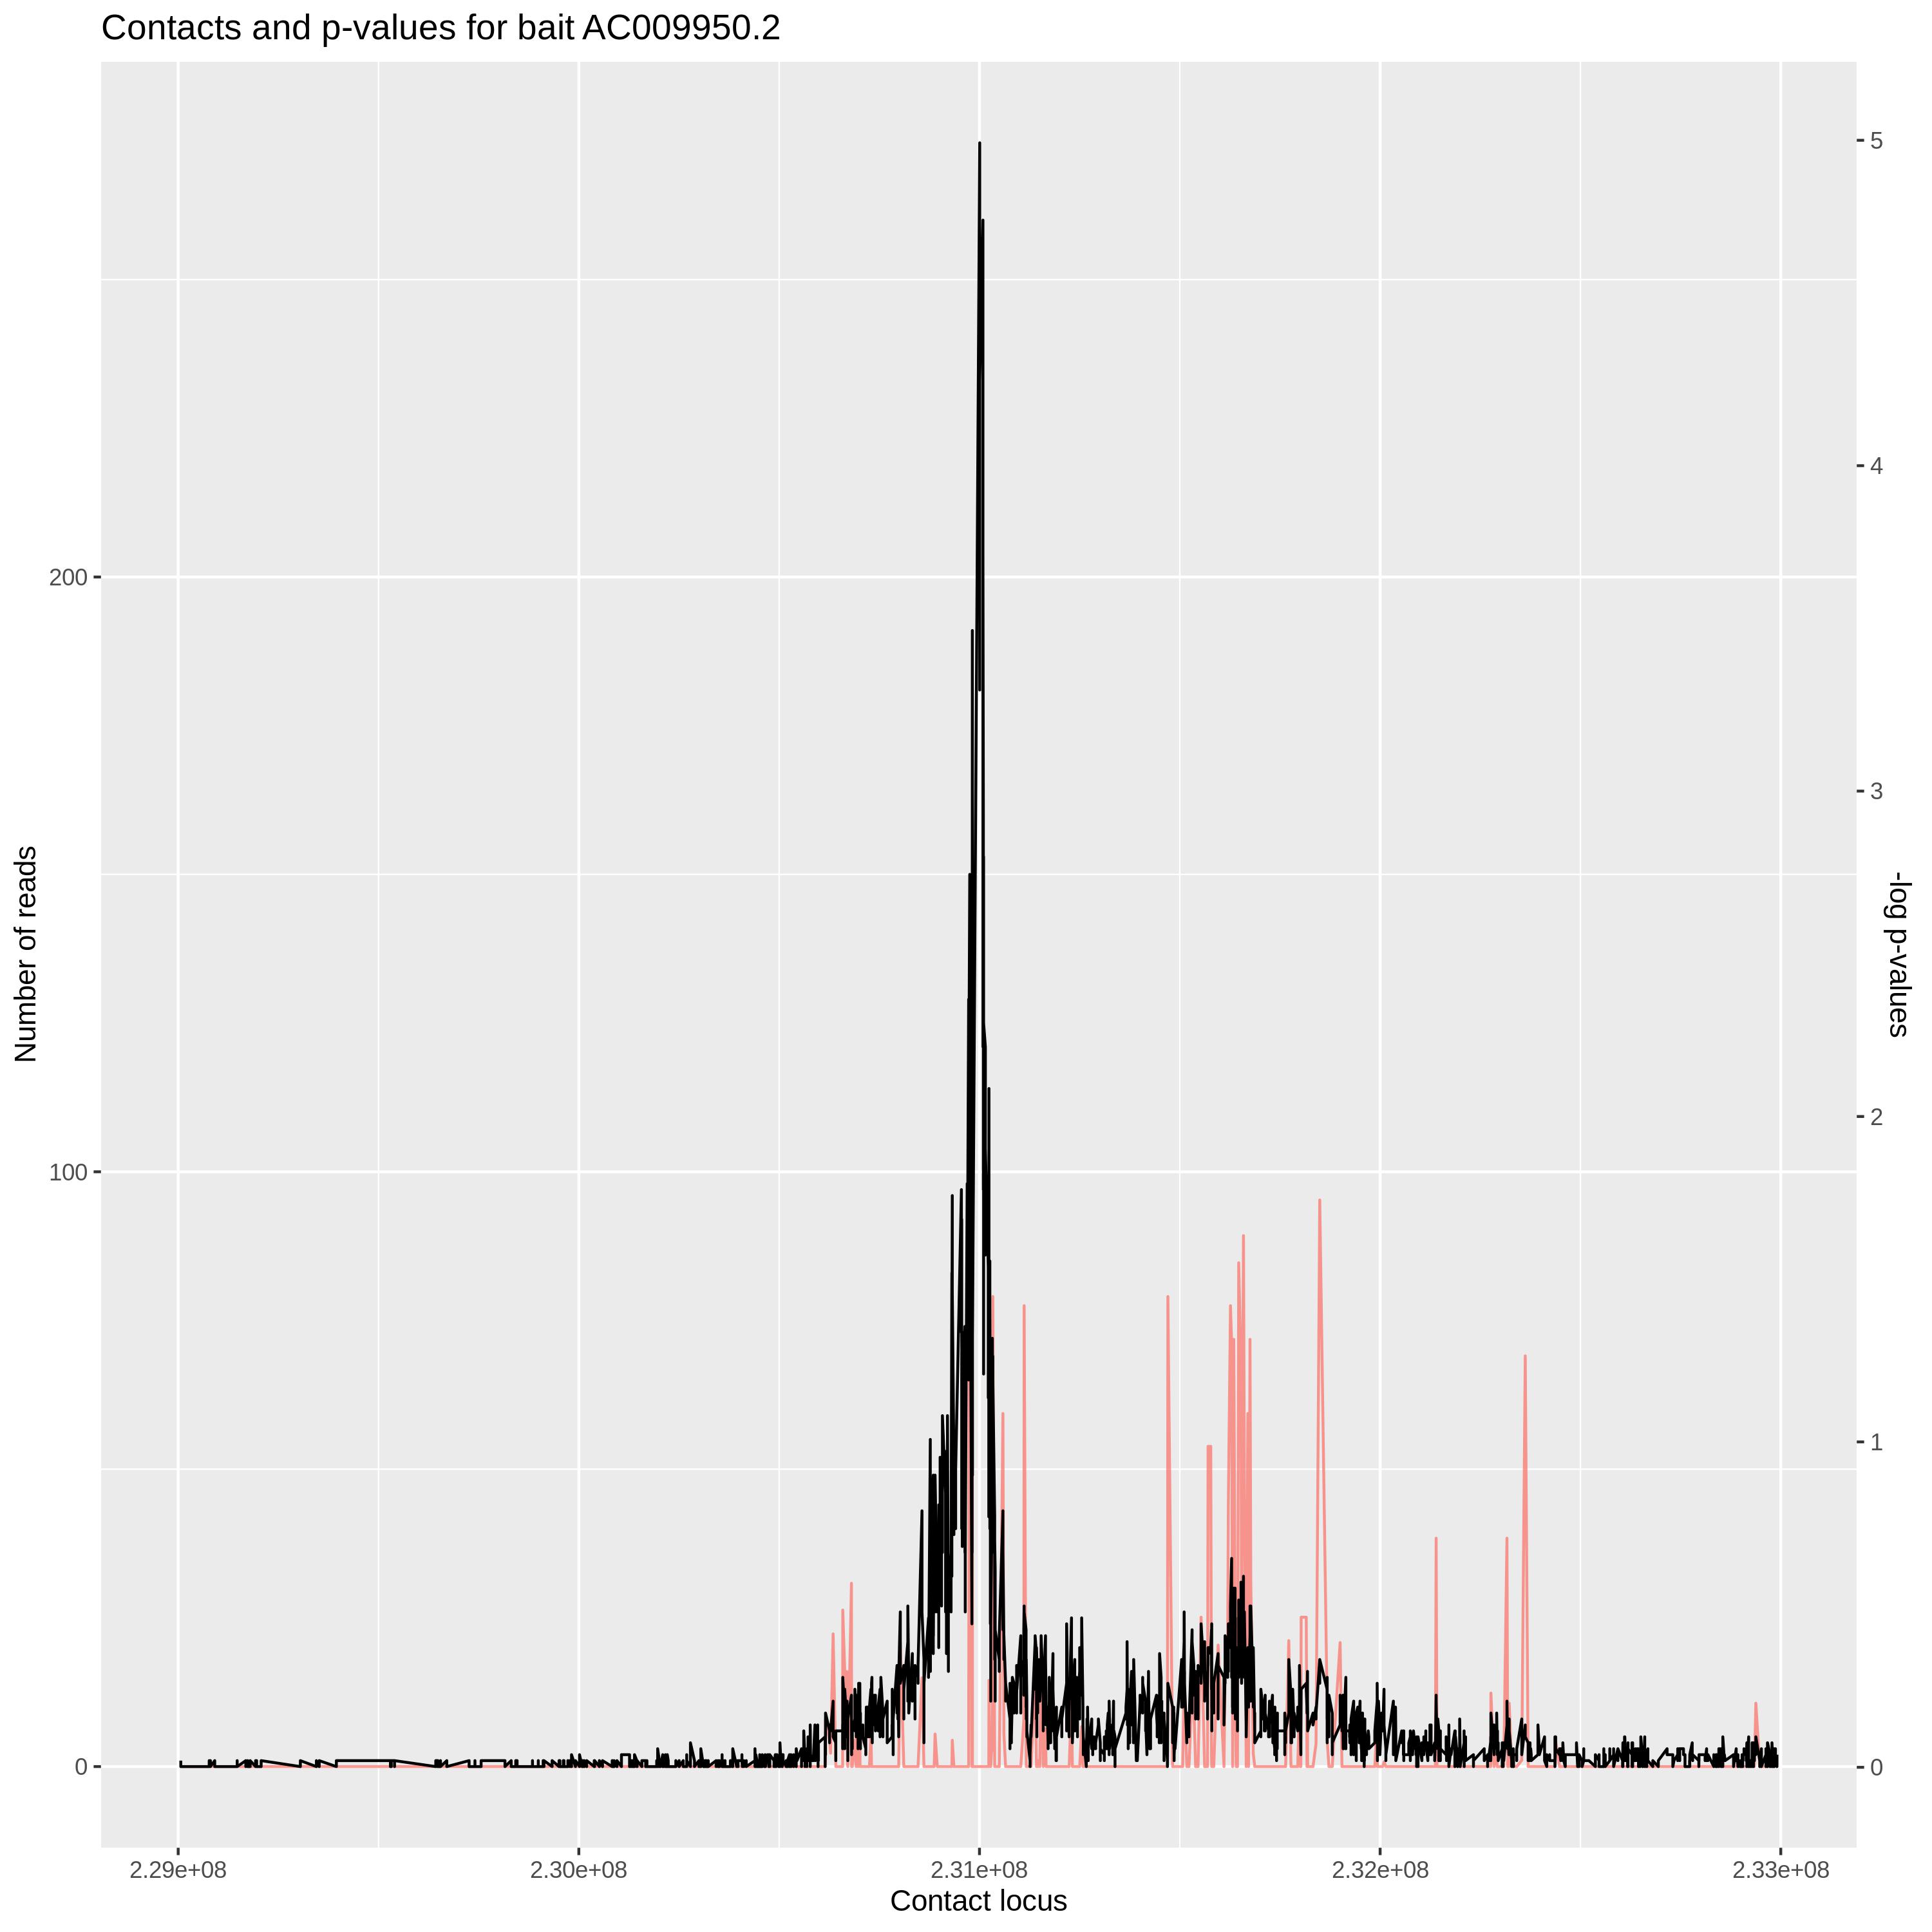 Contacts and p-values for bait AC009950.2
Number of reads
200
100
0
5
4
3
2
1
0
-log p-values
2.29e+08
2.30e+08
2.31e+08
2.32e+08
2.33e+08
Contact locus